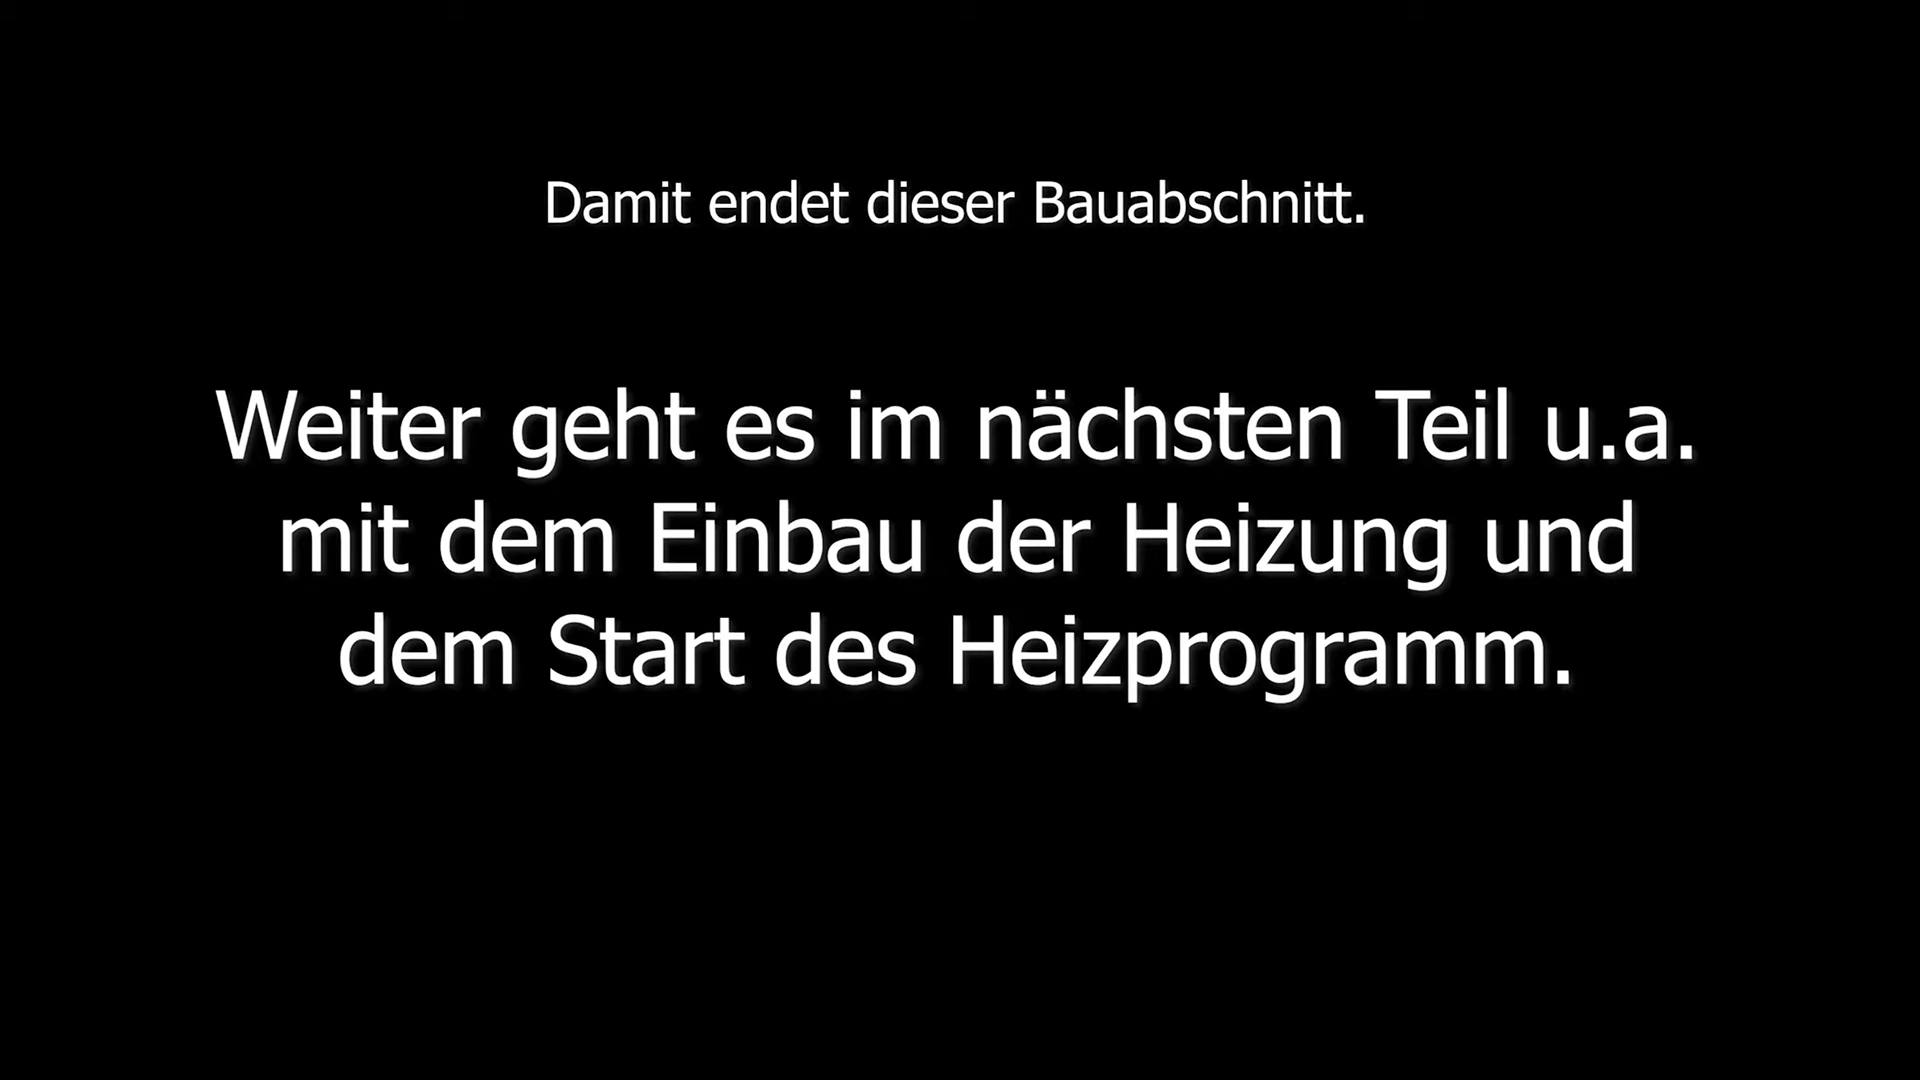 Damit endet dieser Bauabschnitt.
Weiter geht es im nächsten Teil u.a.
mit dem Einbau der Heizung und
dem Start des Heizprogramm.